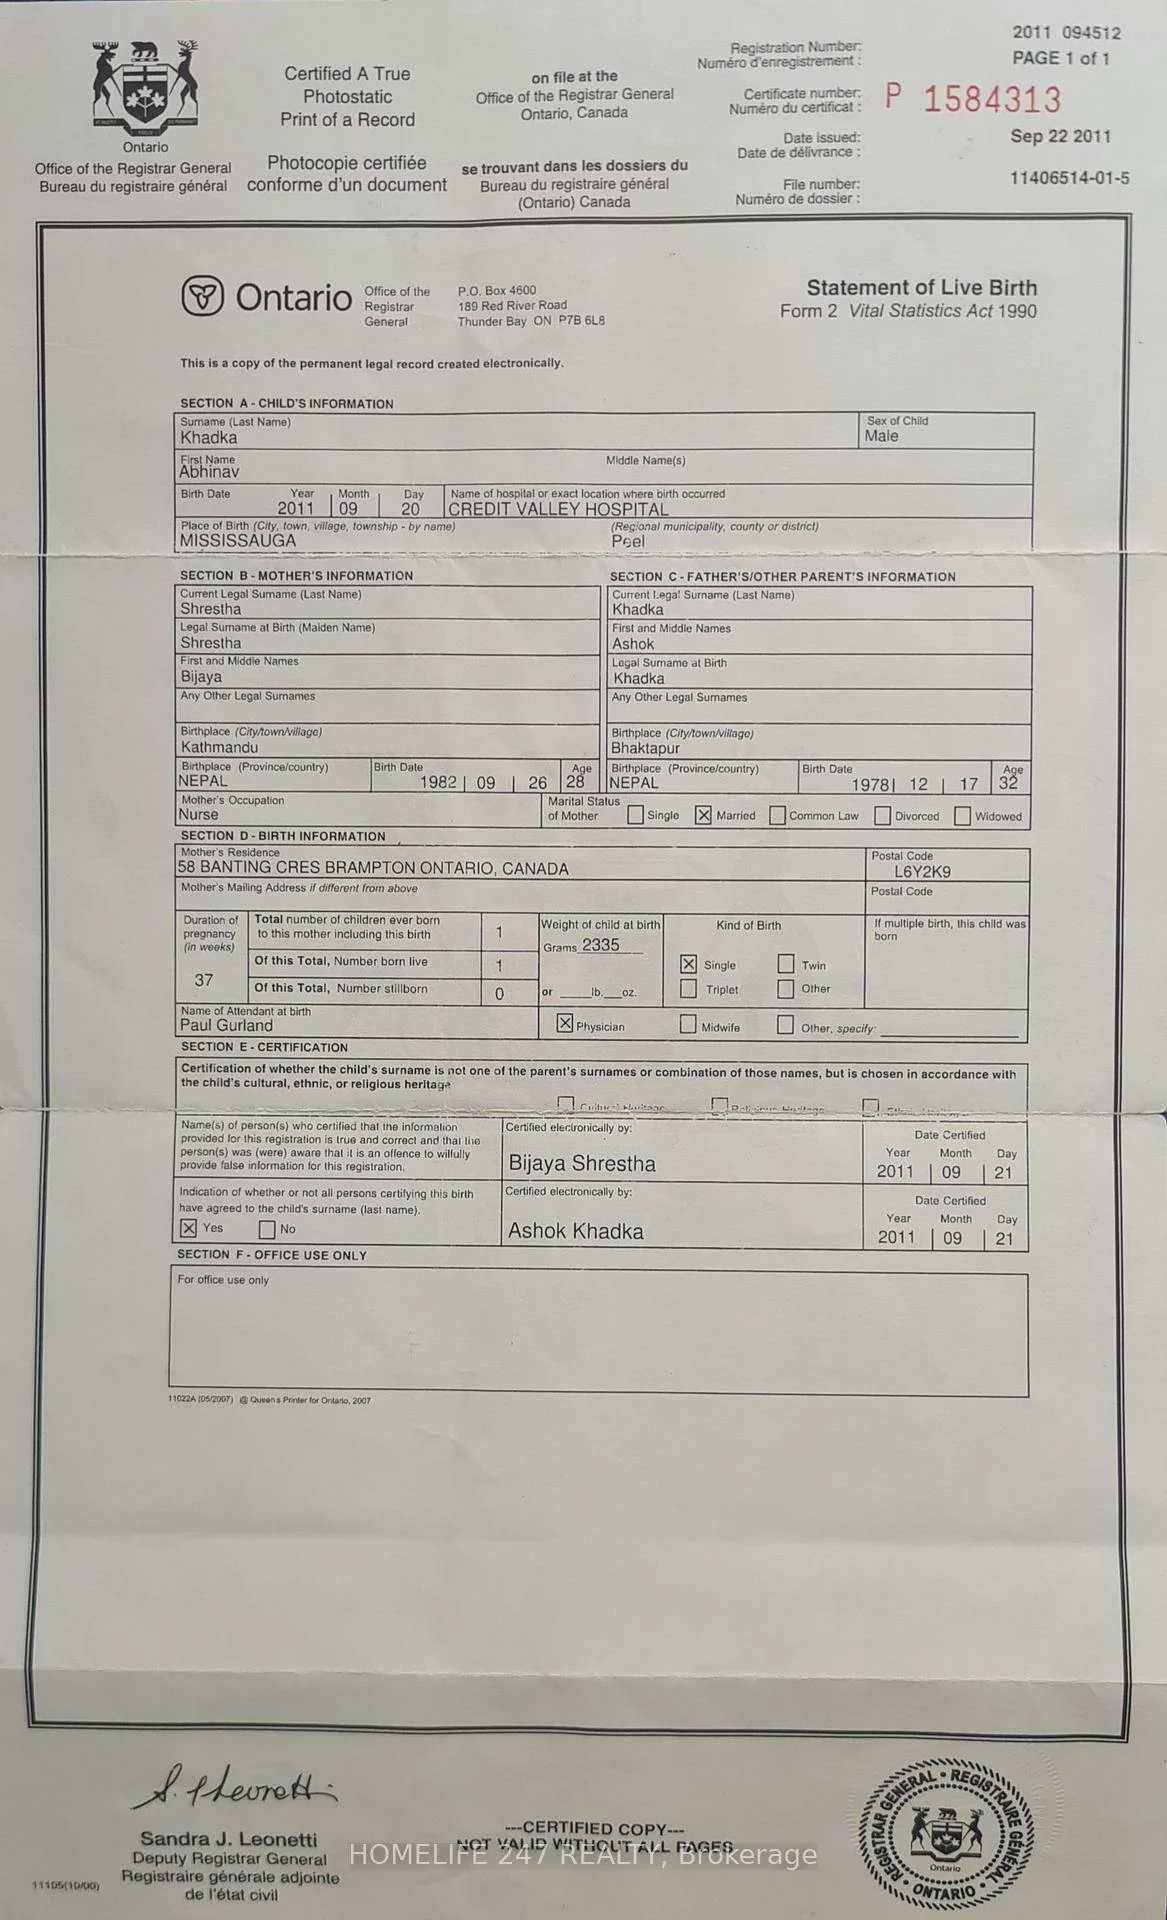 2011 094512
Registration Number:
Numéro d'enregistrement :
PAGE 1 of 1
Certificate number:
Numéro du certificat :
P 1584313
Date issued:
Date de délivrance :
Sep 22 2011
File number:
Numéro de dossier :
11406514-01-5
Ontario
Office of the Registrar General
Bureau du registraire général
Certified A True
Photostatic
Print of a Record
Photocopie certifiée
conforme d'un document
on file at the
Office of the Registrar General
Ontario, Canada
se trouvant dans les dossiers du
Bureau du registraire général
(Ontario) Canada
Ontario
Office of the
Registrar
General
P.O. Box 4600
189 Red River Road
Thunder Bay ON P7B 6L8
Statement of Live Birth
Form 2 Vital Statistics Act 1990
This is a copy of the permanent legal record created electronically.
SECTION A - CHILD'S INFORMATION
Surname (Last Name)
Khadka
Sex of Child
Male
First Name
Abhinav
Middle Name(s)
Birth Date
Year Month Day
2011 09 20
Name of hospital or exact location where birth occurred
CREDIT VALLEY HOSPITAL
Place of Birth (City, town, village, township - by name)
MISSISSAUGA
(Regional municipality, county or district)
Peel
SECTION B - MOTHER'S INFORMATION
Current Legal Surname (Last Name)
Shrestha
Legal Surname at Birth (Maiden Name)
Shrestha
First and Middle Names
Bijaya
Any Other Legal Surnames
Birthplace (City/town/village)
Kathmandu
Birthplace (Province/country)
NEPAL
Birth Date
1982 09 26
Age
28
SECTION C - FATHER'S/OTHER PARENT'S INFORMATION
Current Legal Surname (Last Name)
Khadka
First and Middle Names
Ashok
Legal Surname at Birth
Khadka
Any Other Legal Surnames
Birthplace (City/town/village)
Bhaktapur
Birthplace (Province/country)
NEPAL
Birth Date
1978 12 17
Age
32
Mother's Occupation
Nurse
Marital Status
of Mother
Single Married Common Law Divorced Widowed
SECTION D - BIRTH INFORMATION
Mother's Residence
58 BANTING CRES BRAMPTON ONTARIO, CANADA
Postal Code
L6Y2K9
Mother's Mailing Address if different from above
Postal Code
Duration of
pregnancy
(in weeks)
37
Total number of children ever born
to this mother including this birth
1
Of this Total, Number born live
1
Of this Total, Number stillborn
0
Weight of child at birth
Grams 2335
or ____lb.___oz.
Kind of Birth
Single Twin
Triplet Other
If multiple birth, this child was
born
Name of Attendant at birth
Paul Gurland
Physician Midwife Other, specify:
SECTION E - CERTIFICATION
Certification of whether the child's surname is not one of the parent's surnames or combination of those names, but is chosen in accordance with
the child's cultural, ethnic, or religious heritage
Cultural Heritage Religious Heritage
Name(s) of person(s) who certified that the information
provided for this registration is true and correct and that the
person(s) was (were) aware that it is an offence to willfully
provide false information for this registration.
Certified electronically by:
Bijaya Shrestha
Date Certified
Year Month Day
2011 09 21
Indication of whether or not all persons certifying this birth
have agreed to the child's surname (last name).
Yes No
Certified electronically by:
Ashok Khadka
Date Certified
Year Month Day
2011 09 21
SECTION F - OFFICE USE ONLY
For office use only
11022A (05/2007) @ Queen's Printer for Ontario, 2007
Sandra J. Leonetti
Deputy Registrar General
Registraire générale adjointe
de l'état civil
11105(10/00)
---CERTIFIED COPY---
NOT VALID WITHOUT ALL PAGES
HOMELIFE 247 REALTY, Brokerage
REGISTRAR GENERAL • REGISTRAIRE GÉNÉRAL • ONTARIO •
Ontario